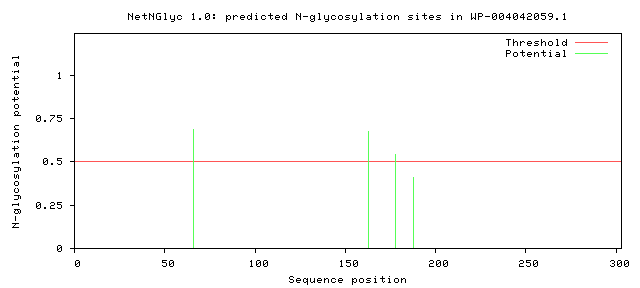 NetNGlyc 1.0: predicted N-glycosylation sites in WP-004042059.1
Threshold
Potential
N-glycosylation potential
1
0.75
0.5
0.25
0
0 50 100 150 200 250 300
Sequence position